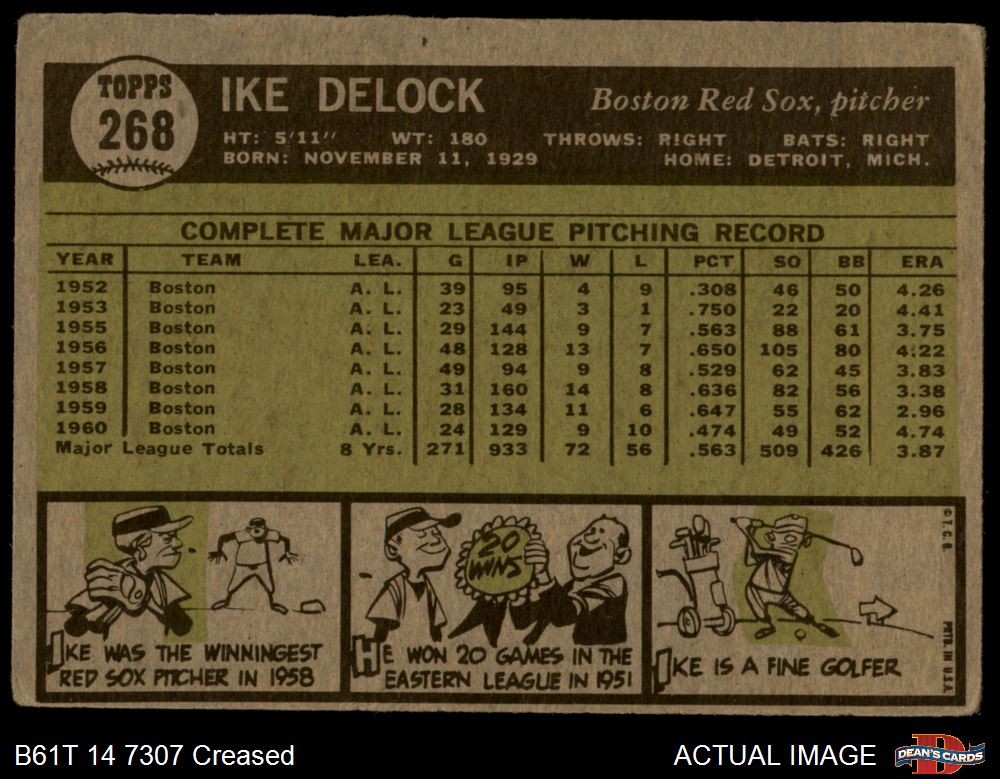 TOPPS
268
IKE DELOCK
Boston Red Sox, pitcher
HT: 5'11" WT: 180 THROWS: RIGHT BATS: RIGHT
BORN: NOVEMBER 11, 1929 HOME: DETROIT, MICH.
COMPLETE MAJOR LEAGUE PITCHING RECORD
YEAR TEAM LEA. G IP W L PCT SO BB ERA
1952 Boston A. L. 39 95 4 9 .308 46 50 4.26
1953 Boston A. L. 23 49 3 1 .750 22 20 4.41
1955 Boston A. L. 29 144 9 7 .563 88 61 3.75
1956 Boston A. L. 48 128 13 7 .650 105 80 4.22
1957 Boston A. L. 49 94 9 8 .529 62 45 3.83
1958 Boston A. L. 31 160 14 8 .636 82 56 3.38
1959 Boston A. L. 28 134 11 6 .647 55 62 2.96
1960 Boston A. L. 24 129 9 10 .474 49 52 4.74
Major League Totals 8 Yrs. 271 933 72 56 .563 509 426 3.87
IKE WAS THE WINNINGEST
RED SOX PITCHER IN 1958
20
WINS
HE WON 20 GAMES IN THE
EASTERN LEAGUE IN 1951
IKE IS A FINE GOLFER
© T. C. G. PRTD. IN U.S.A.
B61T 14 7307 Creased
ACTUAL IMAGE
DEAN'S CARDS